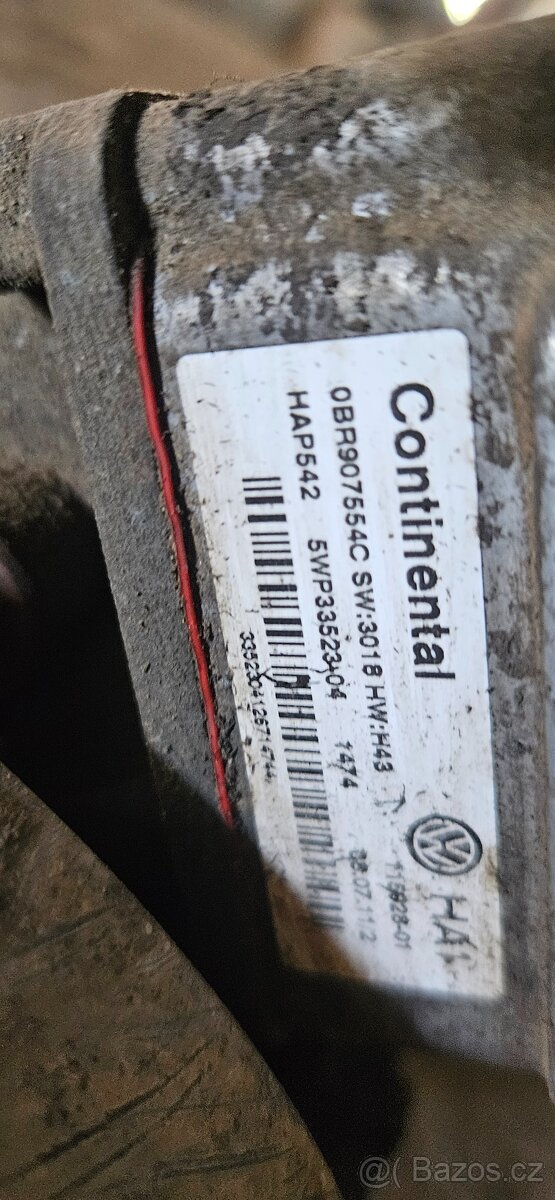 Continental
0BR907554C SW:3018 HW:H43
HAP542 5WP33523 04 1474
VW HA
Bazos.cz